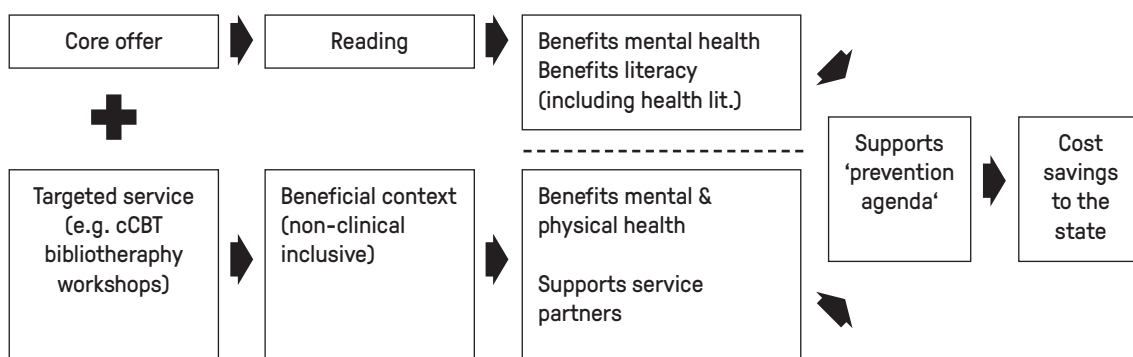 Core offer
Reading
Benefits mental health
Benefits literacy
(including health lit.)
Targeted service
(e.g. cCBT
bibliotheraphy
workshops)
Beneficial context
(non-clinical
inclusive)
Benefits mental &
physical health
Supports service
partners
Supports
‘prevention
agenda‘
Cost
savings
to the
state